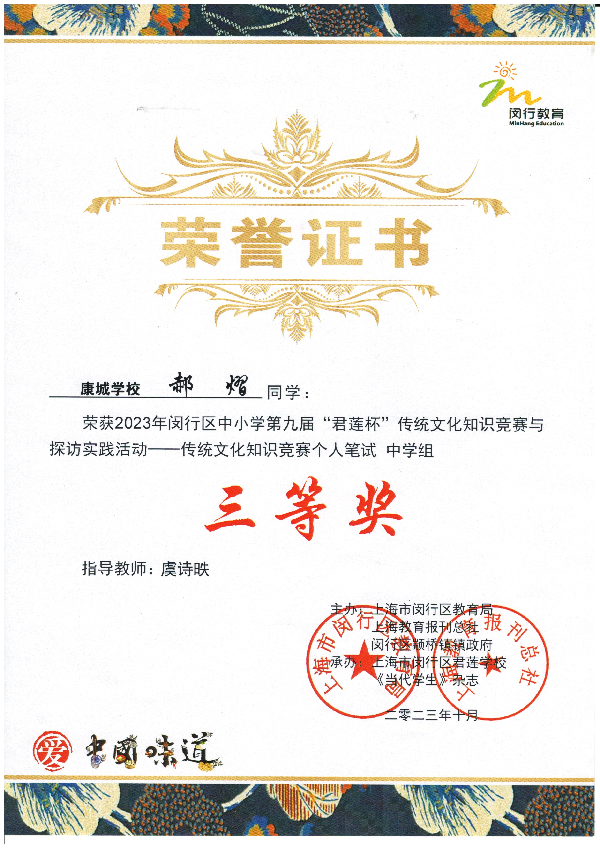 闵行教育
MinHang Education
荣誉证书
康城学校 郝熠 同学：
荣获2023年闵行区中小学第九届“君莲杯”传统文化知识竞赛与
探访实践活动——传统文化知识竞赛个人笔试 中学组
三等奖
指导教师：虞诗昳
主办：上海市闵行区教育局
上海教育报刊总社
闵行区颛桥镇镇政府
承办：上海市闵行区君莲学校
《当代学生》杂志
上海市闵行区教育局
上海教育报刊总社
二零二三年十月
爱 中國味道